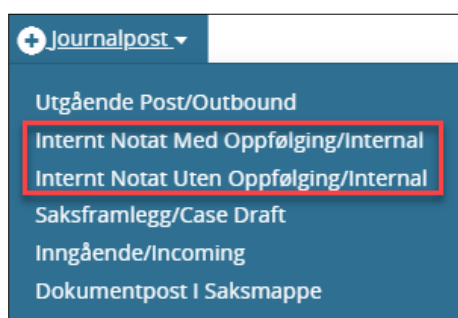 Journalpost
Utgående Post/Outbound
Internt Notat Med Oppfølging/Internal
Internt Notat Uten Oppfølging/Internal
Saksframlegg/Case Draft
Inngående/Incoming
Dokumentpost I Saksmappe